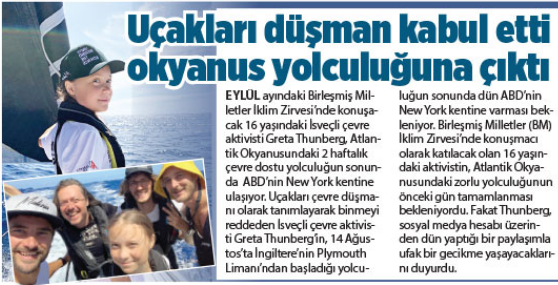 Uçakları düşman kabul etti
okyanus yolculuğuna çıktı
EYLÜL ayındaki Birleşmiş Mil-
letler İklim Zirvesi’nde konuşa-
cak 16 yaşındaki İsveçli çevre
aktivisti Greta Thunberg, Atlan-
tik Okyanusundaki 2 haftalık
çevre dostu yolculuğun sonun-
da ABD’nin New York kentine
ulaşıyor. Uçakları çevre düşma-
nı olarak tanımlayarak binmeyi
reddeden İsveçli çevre aktivis-
ti Greta Thunberg’in, 14 Ağus-
tos’ta İngiltere’nin Plymouth
Limanı’ndan başladığı yolcu-
luğun sonunda dün ABD’nin
New York kentine varması bek-
leniyor. Birleşmiş Milletler (BM)
İklim Zirvesi’nde konuşmacı
olarak katılacak olan 16 yaşın-
daki aktivistin, Atlantik Okya-
nusundaki zorlu yolculuğunun
önceki gün tamamlanması
bekleniyordu. Fakat Thunberg,
sosyal medya hesabı üzerin-
den dün yaptığı bir paylaşımla
ufak bir gecikme yaşayacakları-
nı duyurdu.